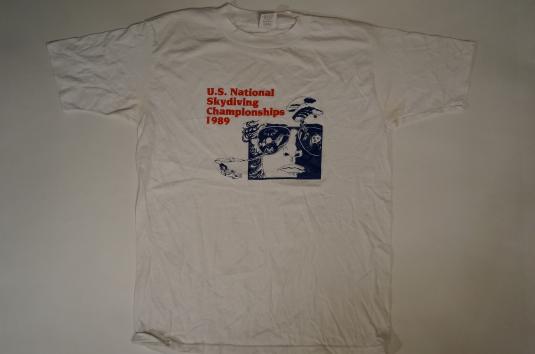 U.S. National
Skydiving
Championships
1989